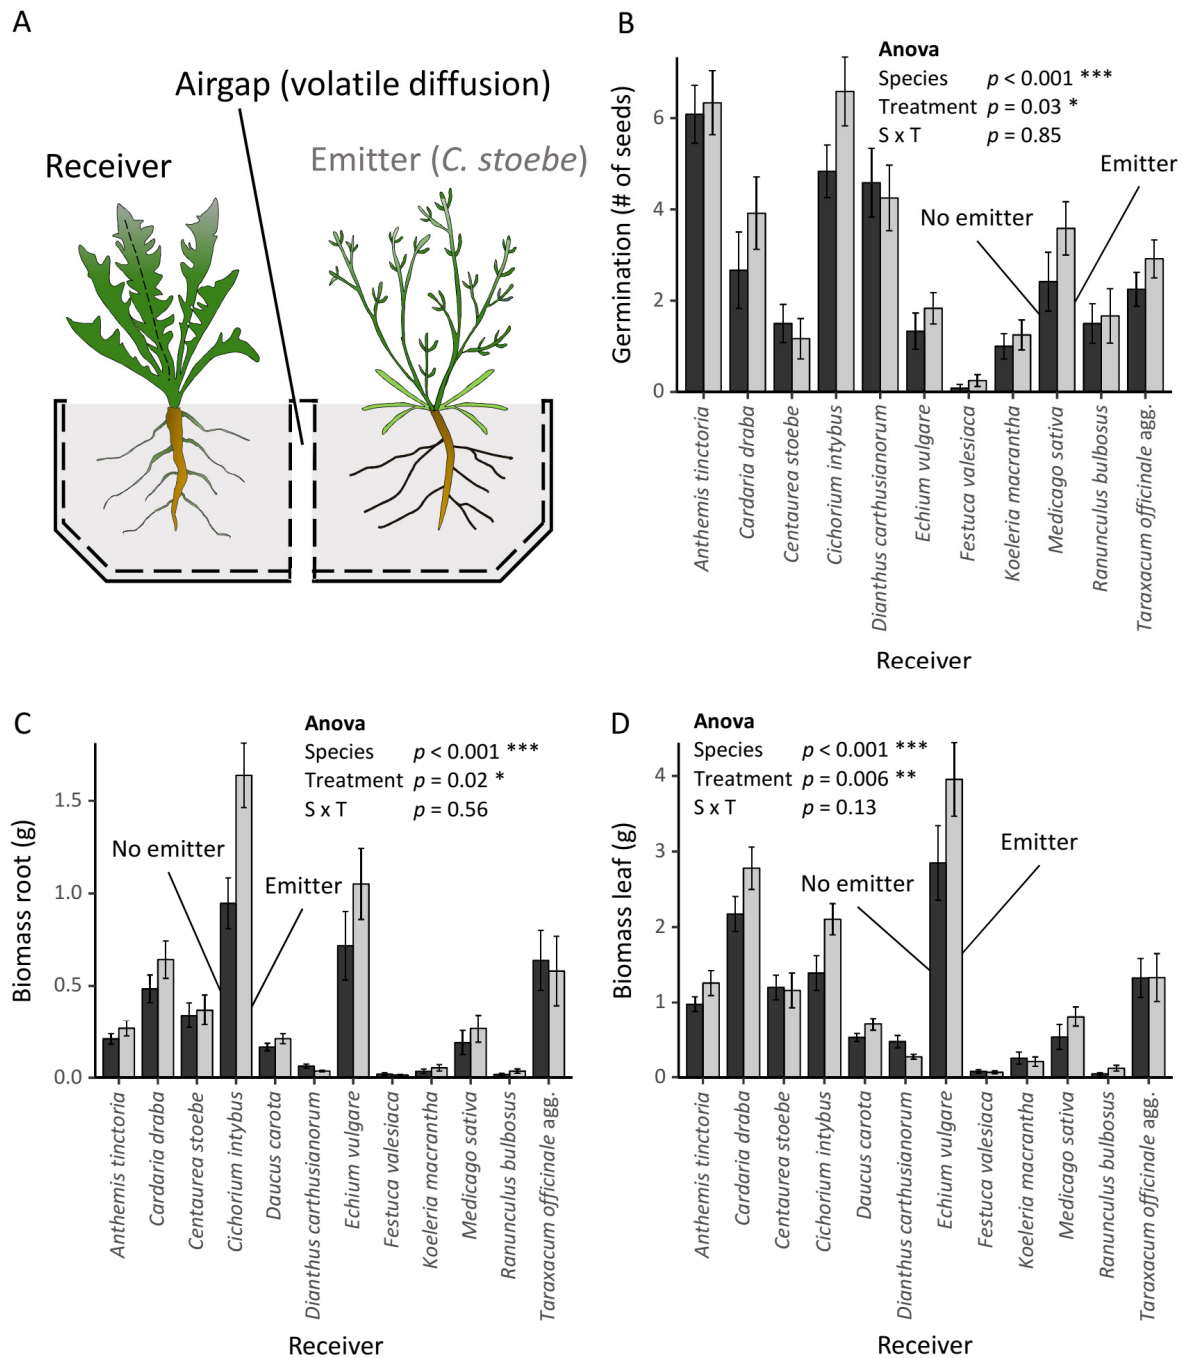 A
Airgap (volatile diffusion)
Receiver
Emitter (C. stoebe)
B
Anova
Species p < 0.001 ***
Treatment p = 0.03 *
S x T p = 0.85
Emitter
No emitter
Germination (# of seeds)
6
4
2
0
Anthemis tinctoria
Cardaria draba
Centaurea stoebe
Cichorium intybus
Dianthus carthusianorum
Echium vulgare
Festuca valesiaca
Koeleria macrantha
Medicago sativa
Ranunculus bulbosus
Taraxacum officinale agg.
Receiver
C
Anova
Species p < 0.001 ***
Treatment p = 0.02 *
S x T p = 0.56
No emitter
Emitter
Biomass root (g)
1.5
1.0
0.5
0.0
Anthemis tinctoria
Cardaria draba
Centaurea stoebe
Cichorium intybus
Daucus carota
Dianthus carthusianorum
Echium vulgare
Festuca valesiaca
Koeleria macrantha
Medicago sativa
Ranunculus bulbosus
Taraxacum officinale agg.
Receiver
D
Anova
Species p < 0.001 ***
Treatment p = 0.006 **
S x T p = 0.13
Emitter
No emitter
Biomass leaf (g)
4
3
2
1
0
Anthemis tinctoria
Cardaria draba
Centaurea stoebe
Cichorium intybus
Daucus carota
Dianthus carthusianorum
Echium vulgare
Festuca valesiaca
Koeleria macrantha
Medicago sativa
Ranunculus bulbosus
Taraxacum officinale agg.
Receiver